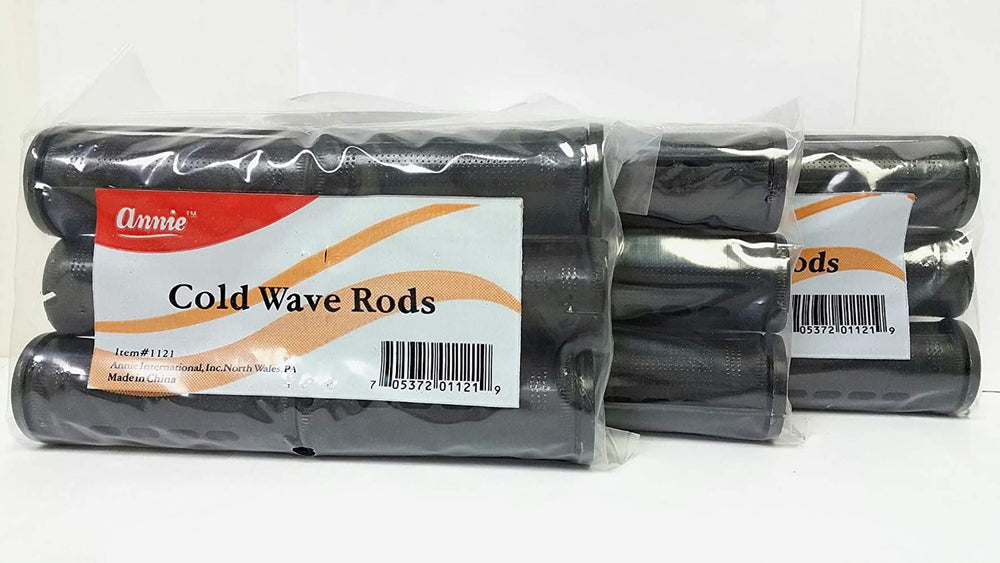 annie™
Cold Wave Rods
Item#1121
Annie International, Inc. North Wales, PA
Made in China
7 05372 01121 9
ods
05372 01121 9